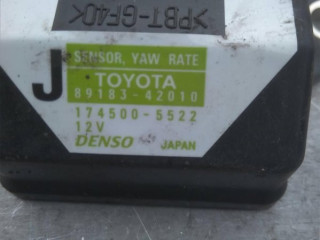 >PBT-GF40<
SENSOR, YAW RATE
J
TOYOTA
89183-42010
174500-5522
12V
DENSO JAPAN